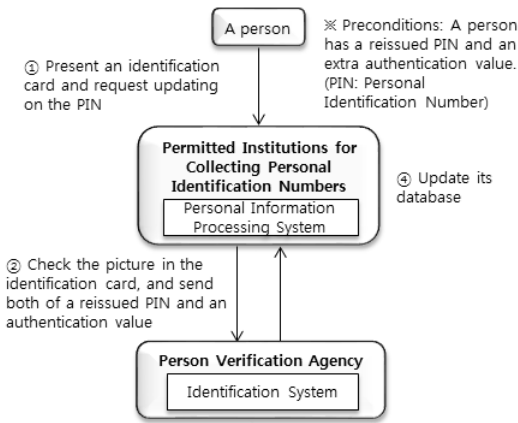 A person
※ Preconditions: A person
has a reissued PIN and an
extra authentication value.
(PIN: Personal
Identification Number)
① Present an identification
card and request updating
on the PIN
Permitted Institutions for
Collecting Personal
Identification Numbers
Personal Information
Processing System
④ Update its
database
② Check the picture in the
identification card, and send
both of a reissued PIN and an
authentication value
Person Verification Agency
Identification System